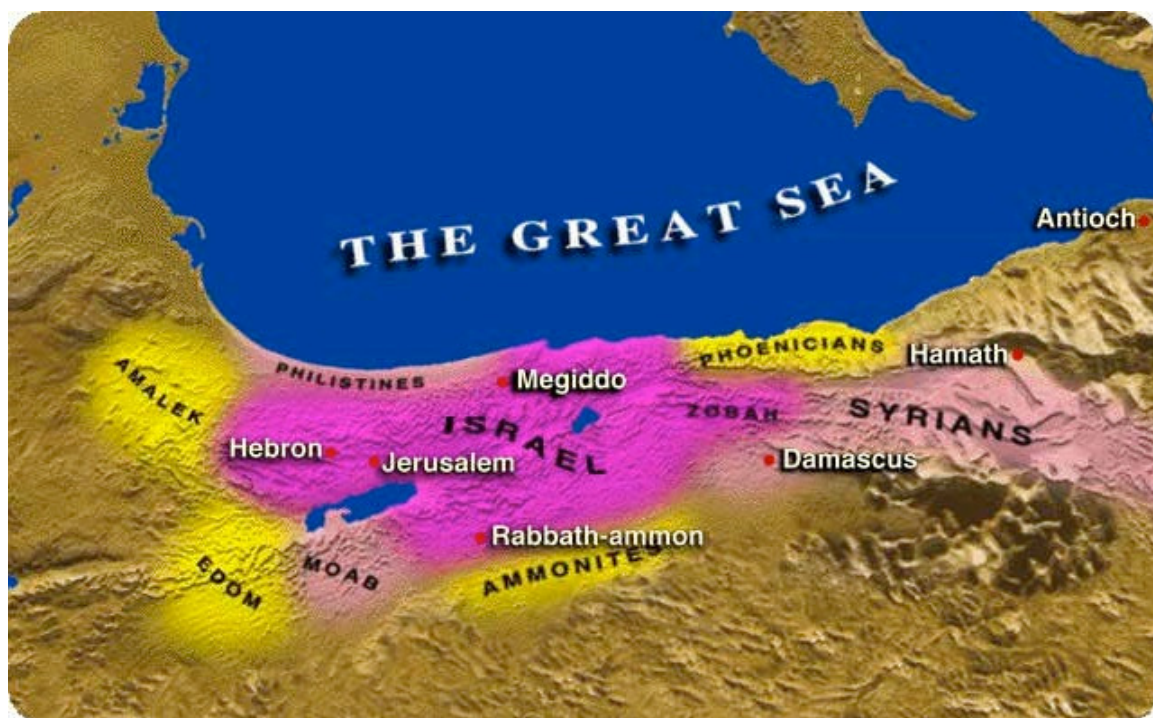 THE GREAT SEA
Antioch
PHOENICIANS
Hamath
AMALEK
PHILISTINES
Megiddo
ZOBAH
SYRIANS
ISRAEL
Hebron
Jerusalem
Damascus
Rabbath-ammon
EDOM
MOAB
AMMONITES